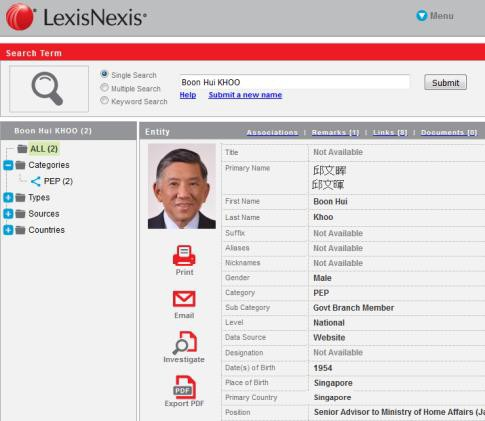 LexisNexis®
Menu
Search Term
Single Search
Multiple Search
Keyword Search
Boon Hui KHOO
Submit
Help Submit a new name
Boon Hui KHOO (2)
ALL (2)
Categories
PEP (2)
Types
Sources
Countries
Entity
Associations | Remarks [1] | Links [8] | Documents [0]
Print
Email
Investigate
PDF
Export PDF
Title Not Available
Primary Name 邱文晖
邱文暉
First Name Boon Hui
Last Name Khoo
Suffix Not Available
Aliases Not Available
Nicknames Not Available
Gender Male
Category PEP
Sub Category Govt Branch Member
Level National
Data Source Website
Designation Not Available
Date(s) of Birth 1954
Place of Birth Singapore
Primary Country Singapore
Position Senior Advisor to Ministry of Home Affairs (Ja